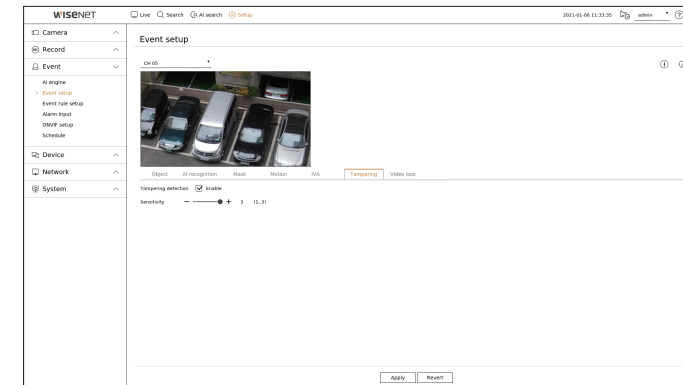 WISENET
Live Search AI search Setup 2021-01-06 11:33:35 admin
Camera
Record
Event
AI engine
Event setup
Event rule setup
Alarm input
ONVIF setup
Schedule
Device
Network
System
Event setup
CH 05
Object AI recognition Mask Motion IVA Tampering Video loss
Tampering detection Enable
Sensitivity 3 (1..3)
Apply Revert